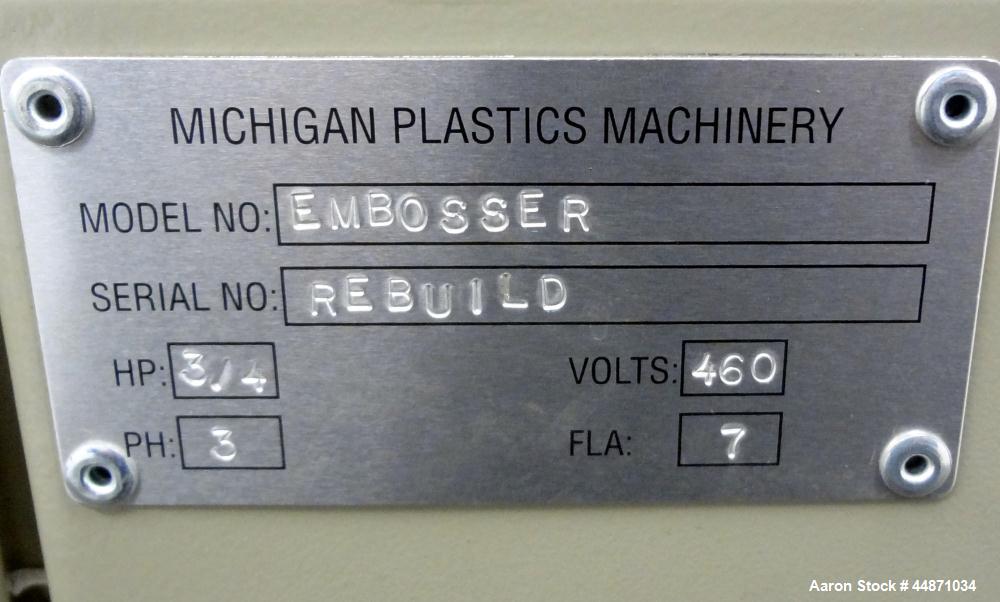 MICHIGAN PLASTICS MACHINERY
MODEL NO: EMBOSSER
SERIAL NO: REBUILD
HP: 3/4 VOLTS: 460
PH: 3 FLA: 7
Aaron Stock # 44871034